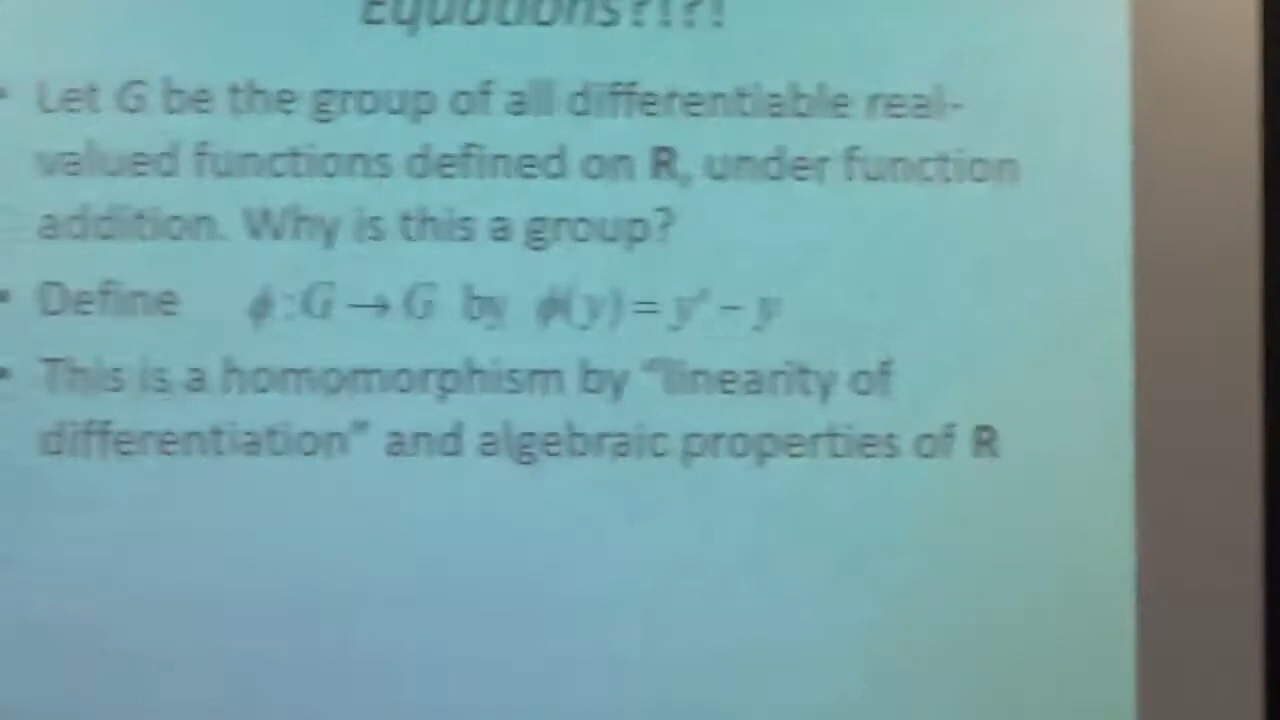 Equations?!?!
• Let G be the group of all differentiable real-
valued functions defined on R, under function
addition. Why is this a group?
• Define ϕ:G → G by ϕ(y) = y' − y
• This is a homomorphism by "linearity of
differentiation" and algebraic properties of R